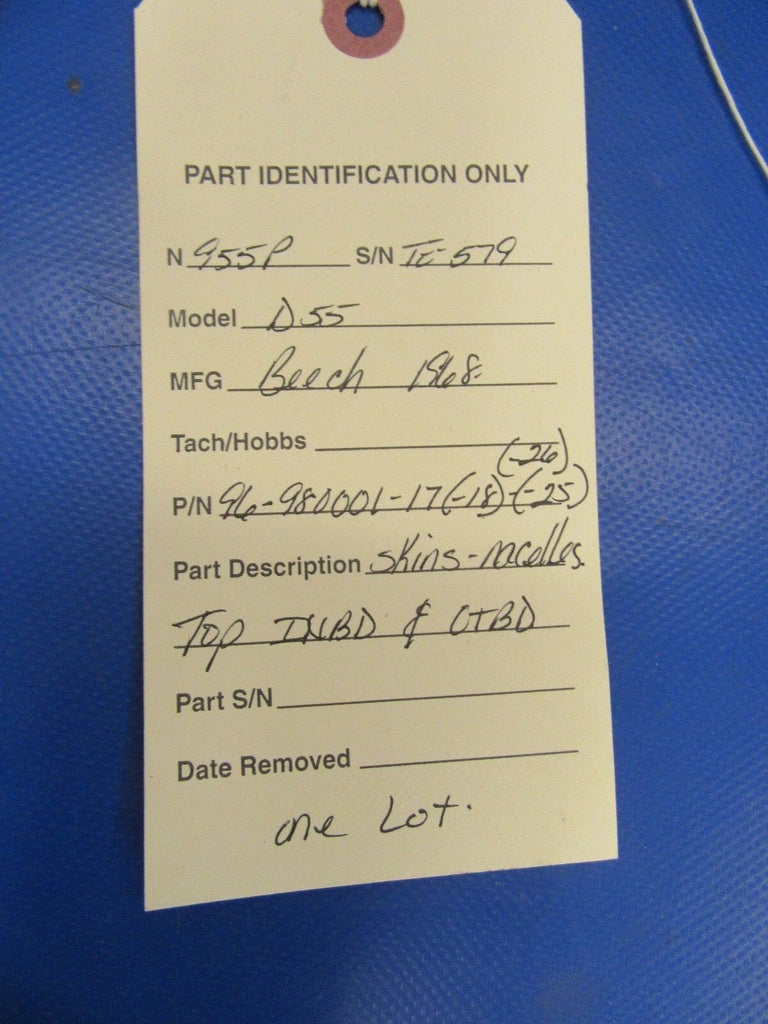 PART IDENTIFICATION ONLY
N 955P S/N TE-579
Model D55
MFG Beech 1968
Tach/Hobbs
(-26)
P/N 96-980001-17(-18)-(-25)
Part Description skins-nacelles
Top INBD & OTBD
Part S/N
Date Removed
one Lot.